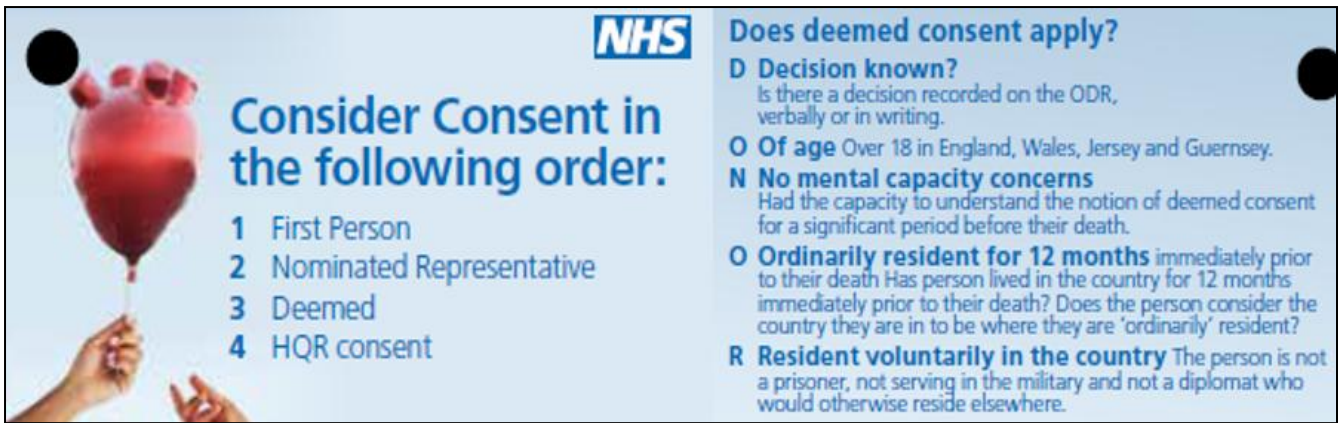 NHS
Consider Consent in
the following order:
1 First Person
2 Nominated Representative
3 Deemed
4 HQR consent
Does deemed consent apply?
D Decision known?
Is there a decision recorded on the ODR,
verbally or in writing.
O Of age Over 18 in England, Wales, Jersey and Guernsey.
N No mental capacity concerns
Had the capacity to understand the notion of deemed consent
for a significant period before their death.
O Ordinarily resident for 12 months immediately prior
to their death Has person lived in the country for 12 months
immediately prior to their death? Does the person consider the
country they are in to be where they are ‘ordinarily’ resident?
R Resident voluntarily in the country The person is not
a prisoner, not serving in the military and not a diplomat who
would otherwise reside elsewhere.